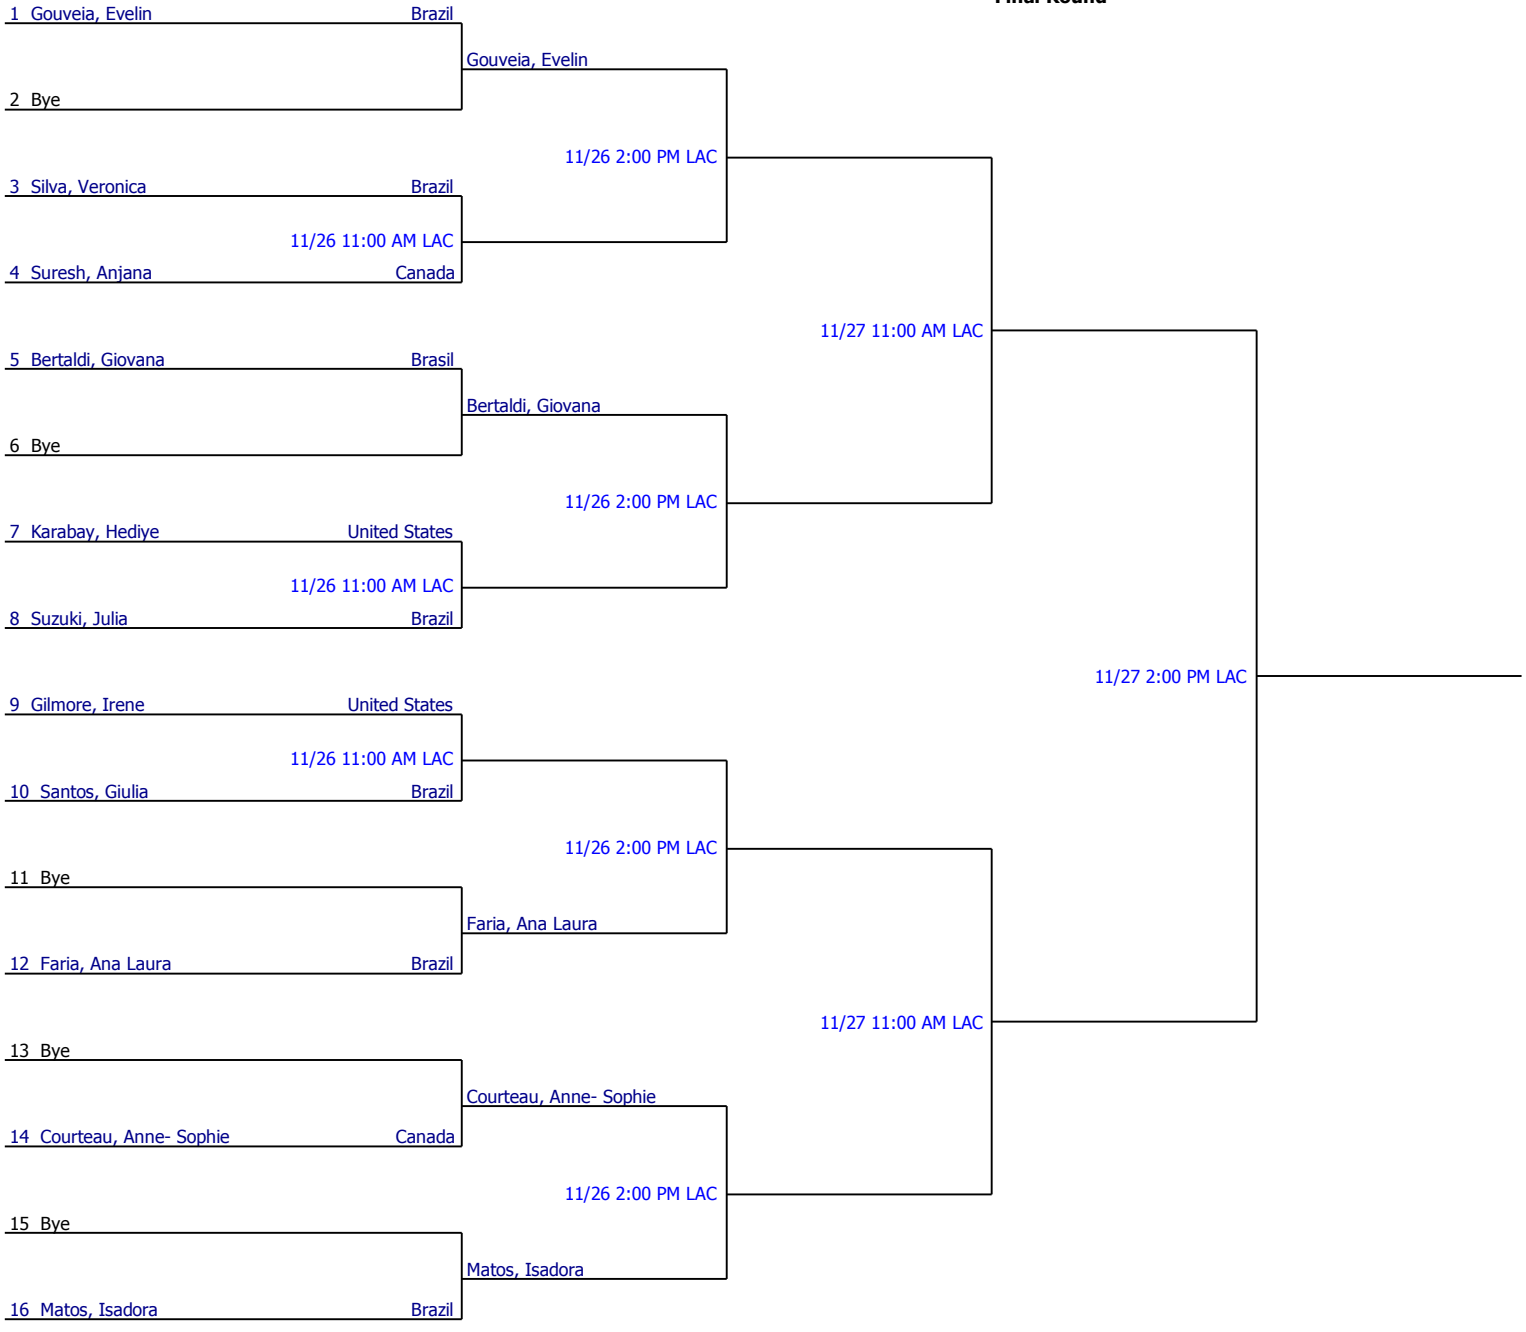 Final Round
1 Gouveia, Evelin Brazil
Gouveia, Evelin
2 Bye
11/26 2:00 PM LAC
3 Silva, Veronica Brazil
11/26 11:00 AM LAC
4 Suresh, Anjana Canada
11/27 11:00 AM LAC
5 Bertaldi, Giovana Brasil
Bertaldi, Giovana
6 Bye
11/26 2:00 PM LAC
7 Karabay, Hediye United States
11/26 11:00 AM LAC
8 Suzuki, Julia Brazil
11/27 2:00 PM LAC
9 Gilmore, Irene United States
11/26 11:00 AM LAC
10 Santos, Giulia Brazil
11/26 2:00 PM LAC
11 Bye
Faria, Ana Laura
12 Faria, Ana Laura Brazil
11/27 11:00 AM LAC
13 Bye
Courteau, Anne- Sophie
14 Courteau, Anne- Sophie Canada
11/26 2:00 PM LAC
15 Bye
Matos, Isadora
16 Matos, Isadora Brazil